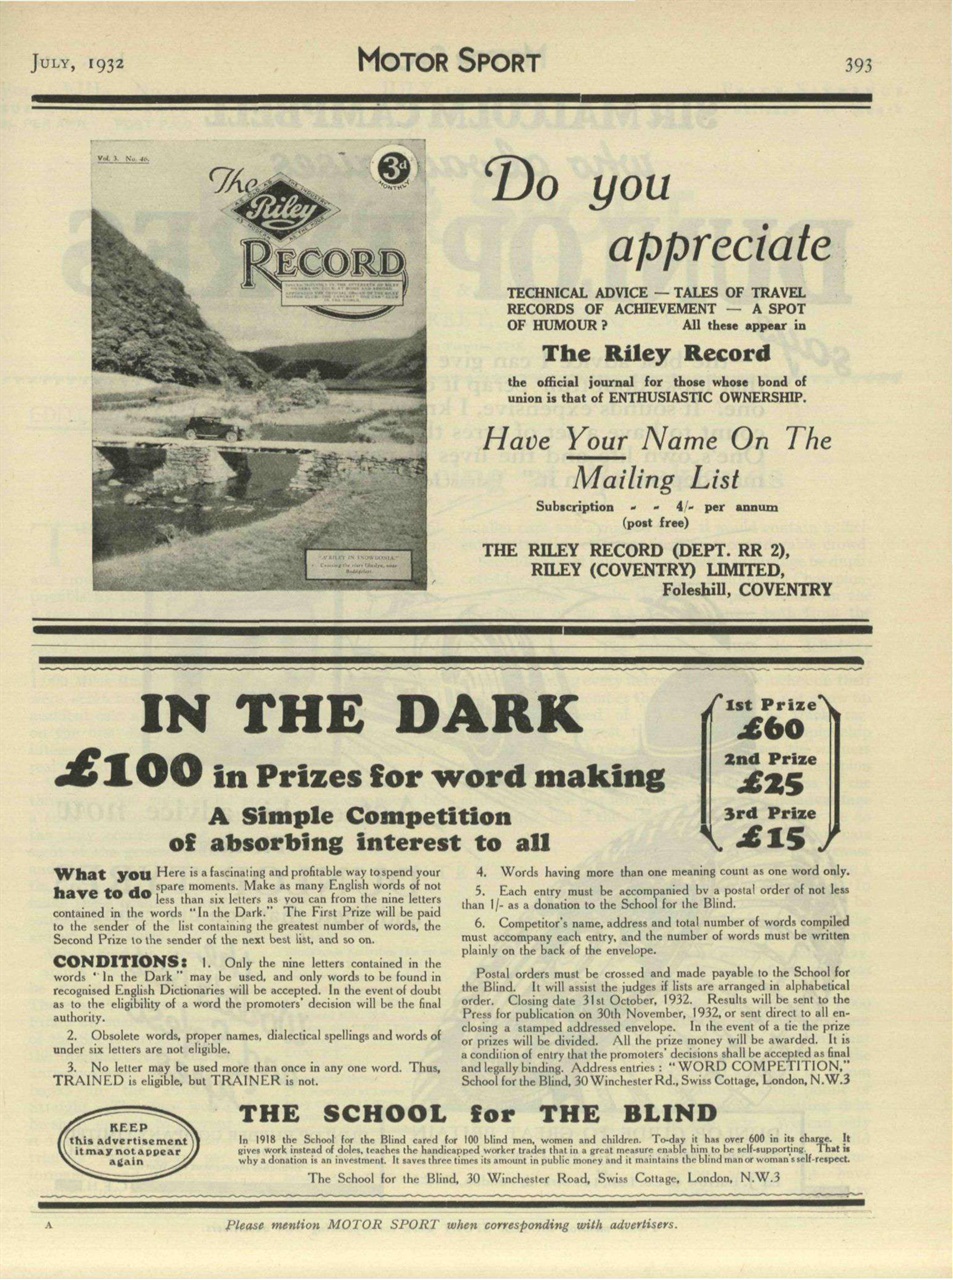 JULY, 1932
MOTOR SPORT
393
Vol. 3. No. 40.
3d
MONTHLY
The
Riley
RECORD
"A RILEY IN SNOWDONIA"
Do you
appreciate
TECHNICAL ADVICE — TALES OF TRAVEL
RECORDS OF ACHIEVEMENT — A SPOT
OF HUMOUR? All these appear in
The Riley Record
the official journal for those whose bond of
union is that of ENTHUSIASTIC OWNERSHIP.
Have Your Name On The
Mailing List
Subscription - - 4/- per annum
(post free)
THE RILEY RECORD (DEPT. RR 2),
RILEY (COVENTRY) LIMITED,
Foleshill, COVENTRY
IN THE DARK
£100 in Prizes for word making
A Simple Competition
of absorbing interest to all
1st Prize
£60
2nd Prize
£25
3rd Prize
£15
What you have to do
Here is a fascinating and profitable way to spend your
spare moments. Make as many English words of not
less than six letters as you can from the nine letters
contained in the words "In the Dark." The First Prize will be paid
to the sender of the list containing the greatest number of words, the
Second Prize to the sender of the next best list, and so on.
CONDITIONS: 1. Only the nine letters contained in the
words "In the Dark" may be used, and only words to be found in
recognised English Dictionaries will be accepted. In the event of doubt
as to the eligibility of a word the promoters' decision will be the final
authority.
2. Obsolete words, proper names, dialectical spellings and words of
under six letters are not eligible.
3. No letter may be used more than once in any one word. Thus,
TRAINED is eligible, but TRAINER is not.
4. Words having more than one meaning count as one word only.
5. Each entry must be accompanied by a postal order of not less
than 1/- as a donation to the School for the Blind.
6. Competitor's name, address and total number of words compiled
must accompany each entry, and the number of words must be written
plainly on the back of the envelope.
Postal orders must be crossed and made payable to the School for
the Blind. It will assist the judges if lists are arranged in alphabetical
order. Closing date 31st October, 1932. Results will be sent to the
Press for publication on 30th November, 1932, or sent direct to all en-
closing a stamped addressed envelope. In the event of a tie the prize
or prizes will be divided. All the prize money will be awarded. It is
a condition of entry that the promoters' decisions shall be accepted as final
and legally binding. Address entries: "WORD COMPETITION,"
School for the Blind, 30 Winchester Rd., Swiss Cottage, London, N.W.3
THE SCHOOL for THE BLIND
KEEP
this advertisement
it may not appear
again
In 1918 the School for the Blind cared for 100 blind men, women and children. To-day it has over 600 in its charge. It
gives work instead of doles, teaches the handicapped worker trades that in a great measure enable him to be self-supporting. That is
why a donation is an investment. It saves three times its amount in public money and it maintains the blind man or woman's self-respect.
The School for the Blind, 30 Winchester Road, Swiss Cottage, London, N.W.3
A
Please mention MOTOR SPORT when corresponding with advertisers.